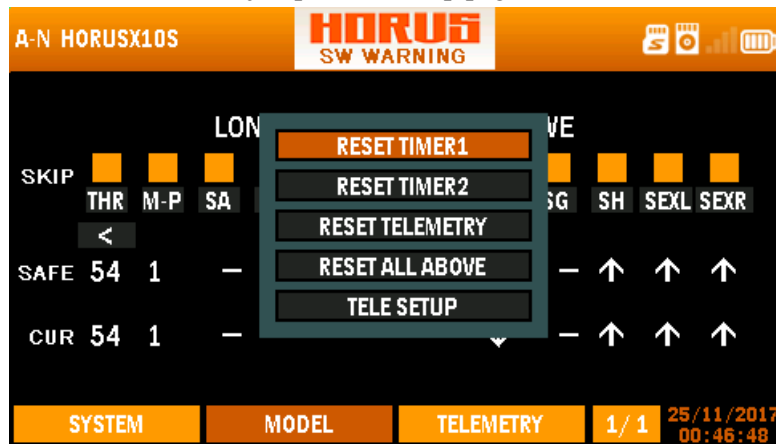 A-N HORUSX10S
HORUS
SW WARNING
LON
VE
RESET TIMER1
RESET TIMER2
RESET TELEMETRY
RESET ALL ABOVE
TELE SETUP
SKIP
THR M-P SA SG SH SEXL SEXR
<
SAFE 54 1 – – ↑ ↑ ↑
CUR 54 1 – – ↑ ↑ ↑
SYSTEM MODEL TELEMETRY 1/1 25/11/2017
00:46:48